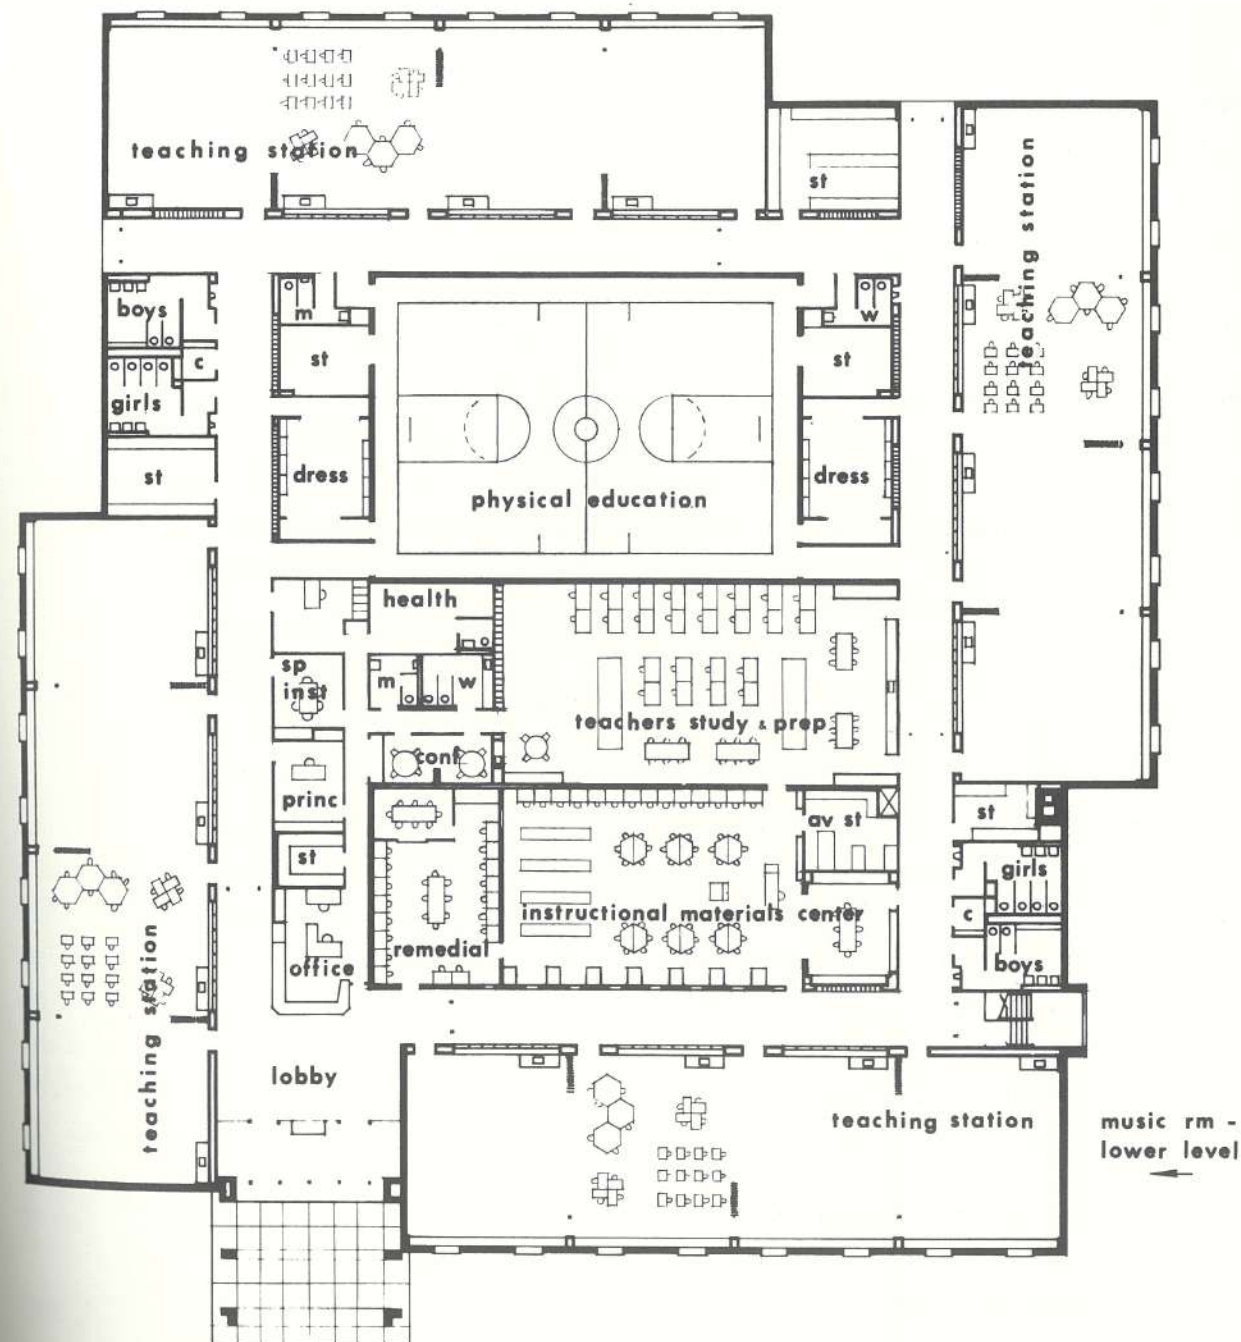 teaching station
st
teaching station
boys
m
w
c
st
st
girls
st
dress
dress
physical education
health
sp
inst
m
w
teachers study & prep
conf
princ
av st
st
st
girls
instructional materials center
c
remedial
office
boys
teaching station
lobby
teaching station
music rm -
lower level